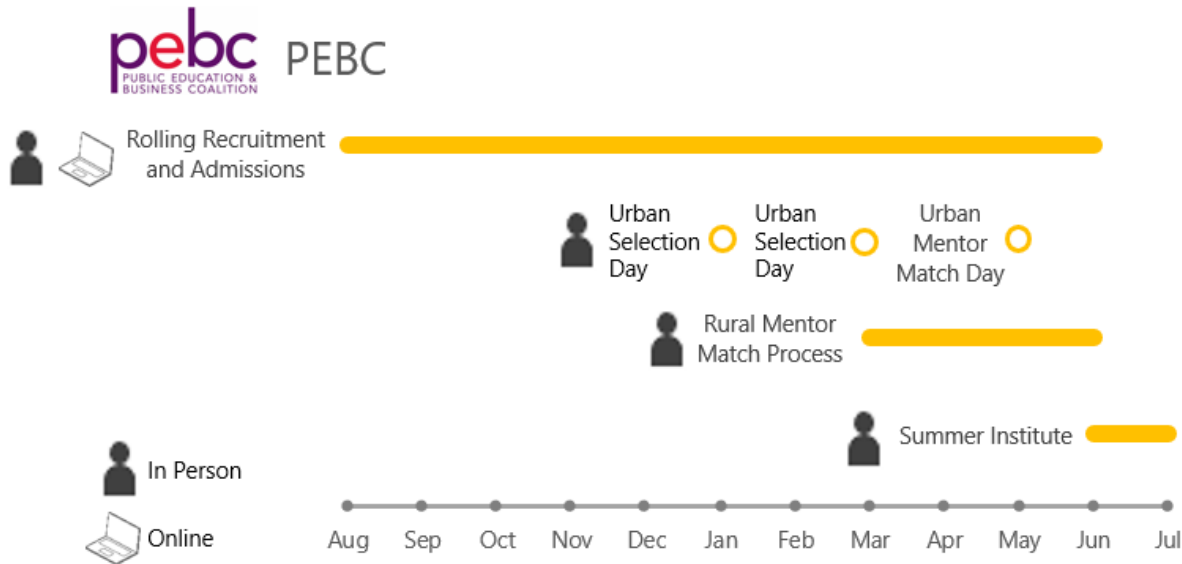 pebc
PUBLIC EDUCATION &
BUSINESS COALITION
PEBC
Rolling Recruitment
and Admissions
Urban
Selection
Day
Urban
Selection
Day
Urban
Mentor
Match Day
Rural Mentor
Match Process
Summer Institute
In Person
Online
Aug Sep Oct Nov Dec Jan Feb Mar Apr May Jun Jul